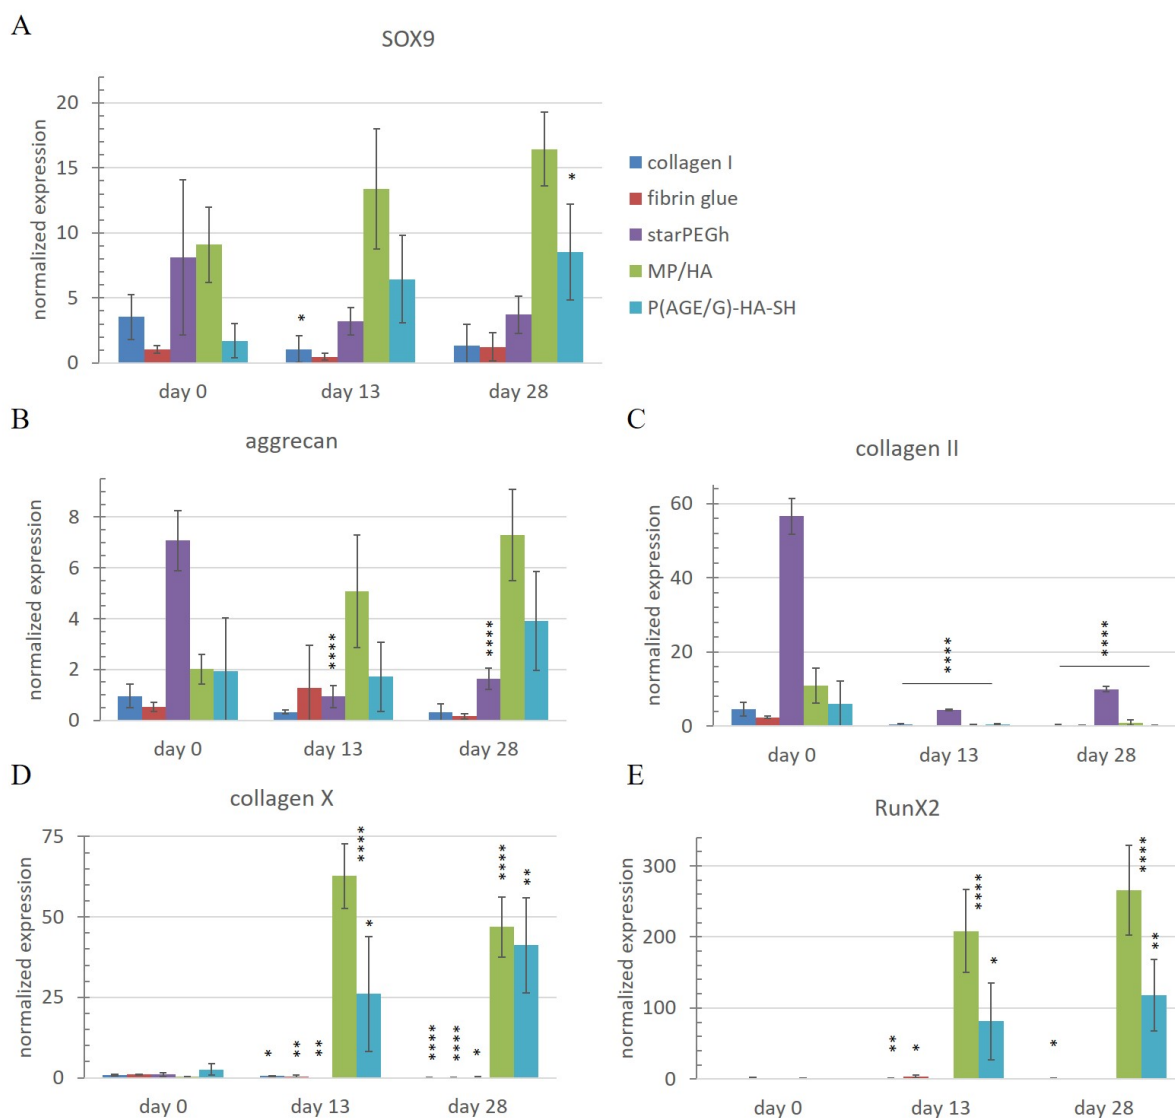 A
SOX9
normalized expression
20
15
10
5
0
*
*
day 0
day 13
day 28
collagen I
fibrin glue
starPEGh
MP/HA
P(AGE/G)-HA-SH
B
aggrecan
normalized expression
8
6
4
2
0
****
****
day 0
day 13
day 28
C
collagen II
normalized expression
60
40
20
0
****
****
day 0
day 13
day 28
D
collagen X
normalized expression
75
50
25
0
*
**
**
****
*
****
****
*
****
**
day 0
day 13
day 28
E
RunX2
normalized expression
300
200
100
0
**
*
****
*
*
****
**
day 0
day 13
day 28